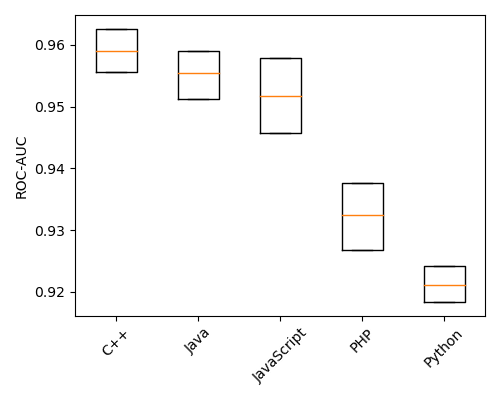 0.96
0.95
0.94
0.93
0.92
ROC-AUC
C++
Java
JavaScript
PHP
Python